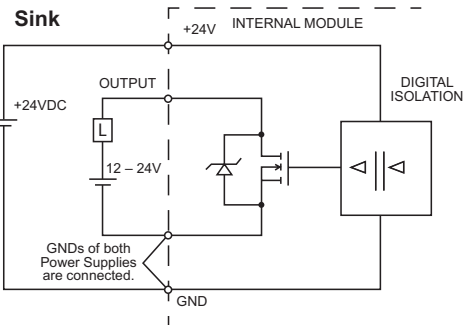 Sink
+24V
INTERNAL MODULE
OUTPUT
DIGITAL
ISOLATION
+24VDC
L
12 – 24V
GNDs of both
Power Supplies
are connected.
GND